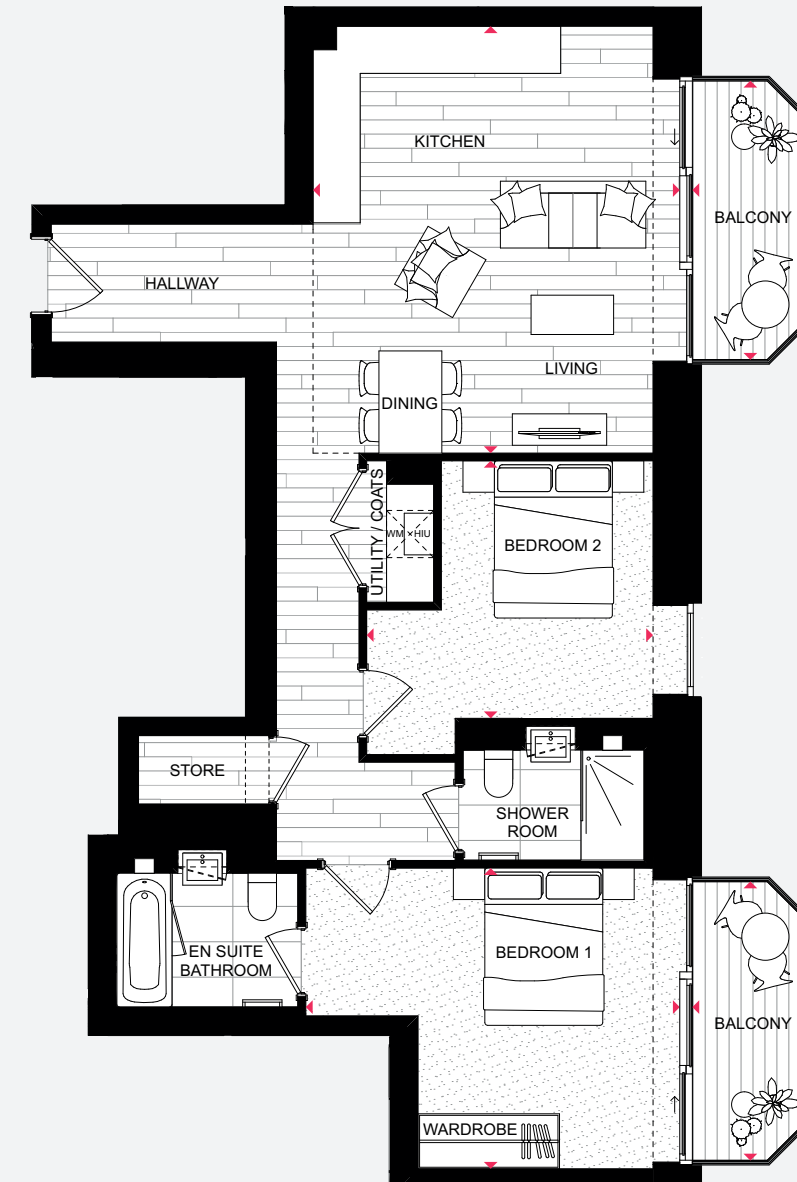 KITCHEN
BALCONY
HALLWAY
LIVING
DINING
UTILITY / COATS
WM
HIU
BEDROOM 2
STORE
SHOWER
ROOM
EN SUITE
BATHROOM
BEDROOM 1
BALCONY
WARDROBE